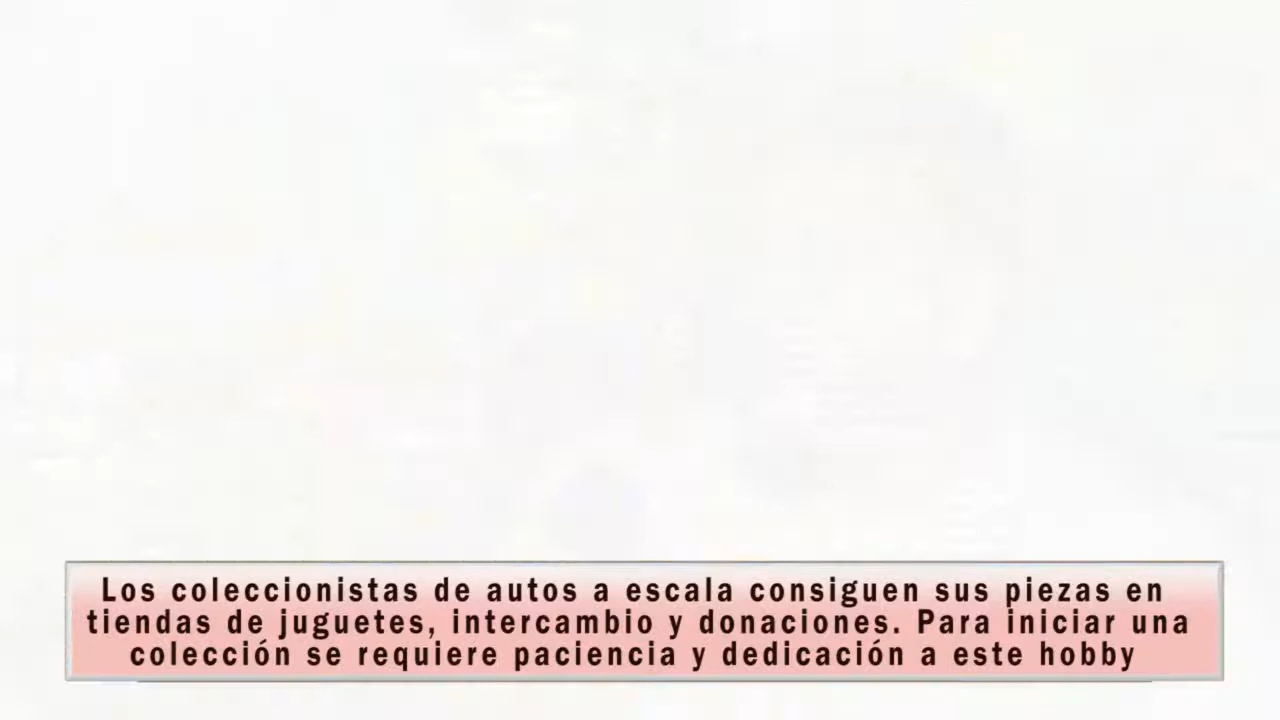 Los coleccionistas de autos a escala consiguen sus piezas en
tiendas de juguetes, intercambio y donaciones. Para iniciar una
colección se requiere paciencia y dedicación a este hobby